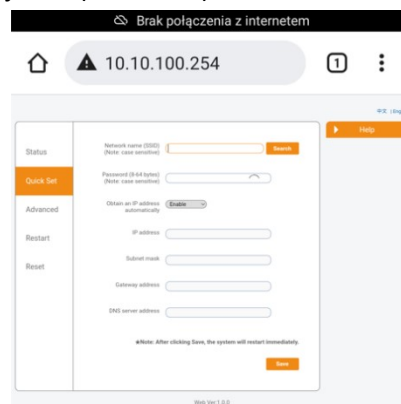 Brak połączenia z internetem
10.10.100.254
1
中文 | Eng
Help
Status
Quick Set
Advanced
Restart
Reset
Network name (SSID)
(Note: case sensitive)
Search
Password (8-64 bytes)
(Note: case sensitive)
Obtain an IP address
automatically
Enable
IP address
Subnet mask
Gateway address
DNS server address
★Note: After clicking Save, the system will restart immediately.
Save
Web Ver:1.0.0